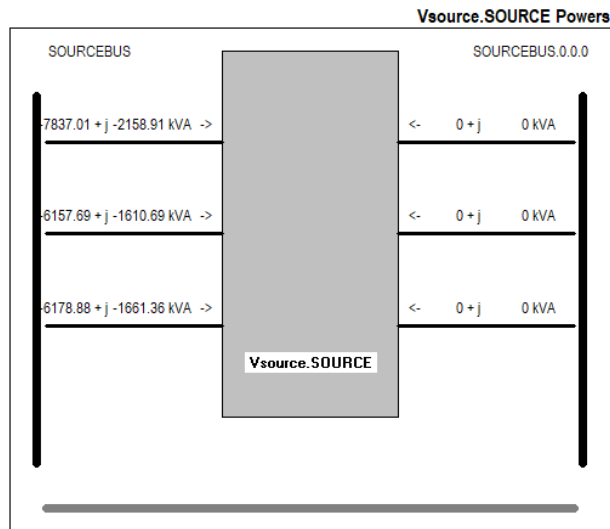 Vsource.SOURCE Powers
SOURCEBUS SOURCEBUS.0.0.0
-7837.01 + j -2158.91 kVA -> <- 0 + j 0 kVA
-6157.69 + j -1610.69 kVA -> <- 0 + j 0 kVA
-6178.88 + j -1661.36 kVA -> <- 0 + j 0 kVA
Vsource.SOURCE